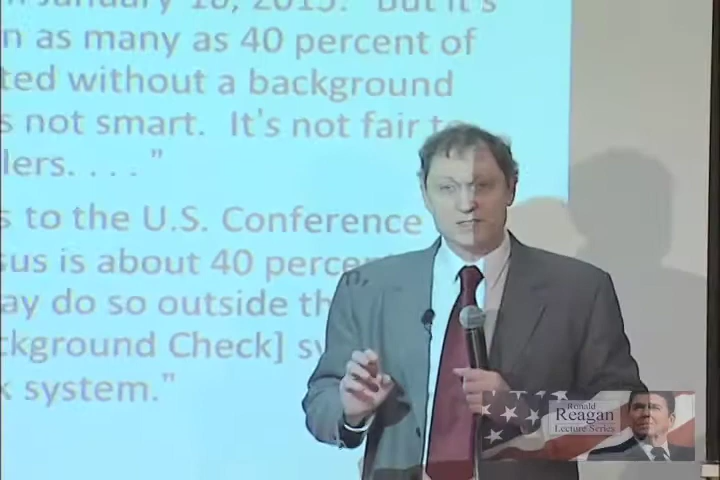 January 16, 2013. "But it's
n as many as 40 percent of
ted without a background
s not smart. It's not fair to
lers. . . . "
s to the U.S. Conference
sus is about 40 percent,
ay do so outside th
ckground Check] sy
k system."
Ronald
Reagan
Lecture Series